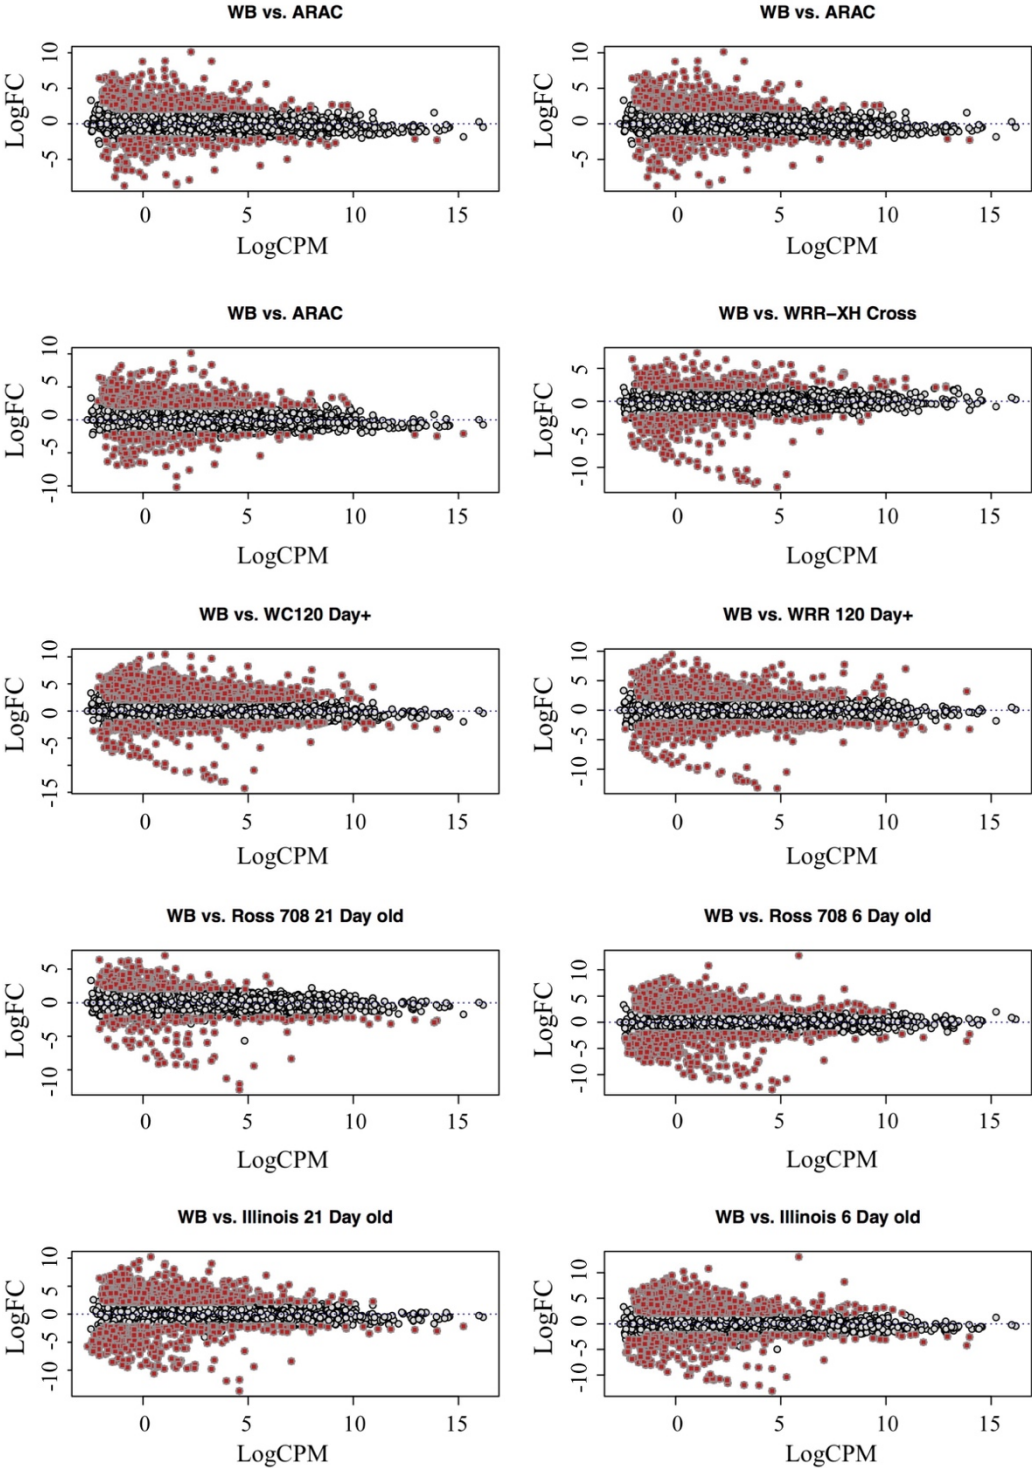 WB vs. ARAC
LogFC
10
5
0
-5
0 5 10 15
LogCPM
WB vs. ARAC
LogFC
10
5
0
-5
0 5 10 15
LogCPM
WB vs. ARAC
LogFC
10
5
0
-5
-10
0 5 10 15
LogCPM
WB vs. WRR-XH Cross
LogFC
5
0
-5
-10
0 5 10 15
LogCPM
WB vs. WC120 Day+
LogFC
10
5
0
-5
-15
0 5 10 15
LogCPM
WB vs. WRR 120 Day+
LogFC
10
5
0
-5
-10
0 5 10 15
LogCPM
WB vs. Ross 708 21 Day old
LogFC
5
0
-5
-10
0 5 10 15
LogCPM
WB vs. Ross 708 6 Day old
LogFC
10
5
0
-5
-10
0 5 10 15
LogCPM
WB vs. Illinois 21 Day old
LogFC
10
5
0
-5
-10
0 5 10 15
LogCPM
WB vs. Illinois 6 Day old
LogFC
10
5
0
-5
-10
0 5 10 15
LogCPM